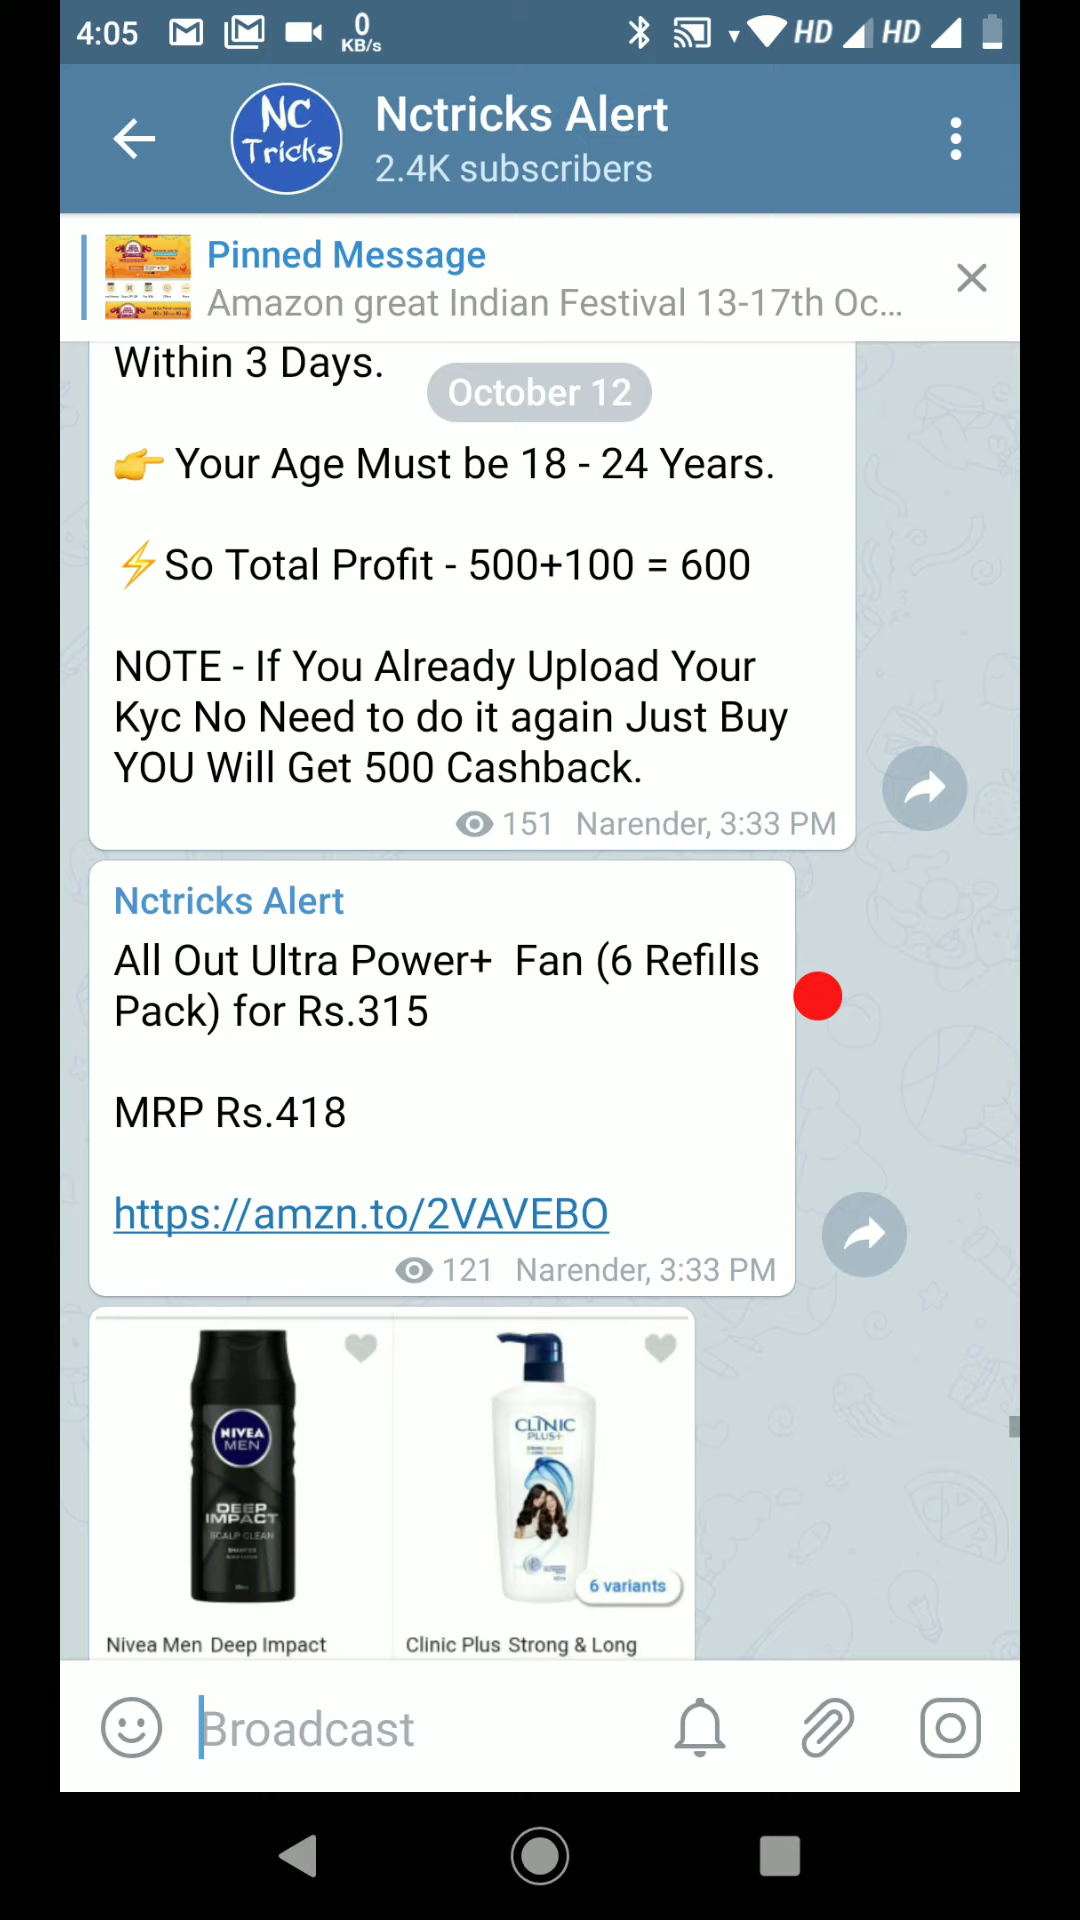 4:05
0
KB/s
HD
HD
NC
Tricks
Nctricks Alert
2.4K subscribers
Pinned Message
Amazon great Indian Festival 13-17th Oc...
Within 3 Days.
October 12
👉 Your Age Must be 18 - 24 Years.
⚡So Total Profit - 500+100 = 600
NOTE - If You Already Upload Your
Kyc No Need to do it again Just Buy
YOU Will Get 500 Cashback.
151 Narender, 3:33 PM
Nctricks Alert
All Out Ultra Power+  Fan (6 Refills
Pack) for Rs.315
MRP Rs.418
https://amzn.to/2VAVEBO
121 Narender, 3:33 PM
NIVEA
MEN
DEEP
IMPACT
SCALP CLEAN
CLINIC
PLUS+
6 variants
Nivea Men Deep Impact
Clinic Plus Strong & Long
Broadcast